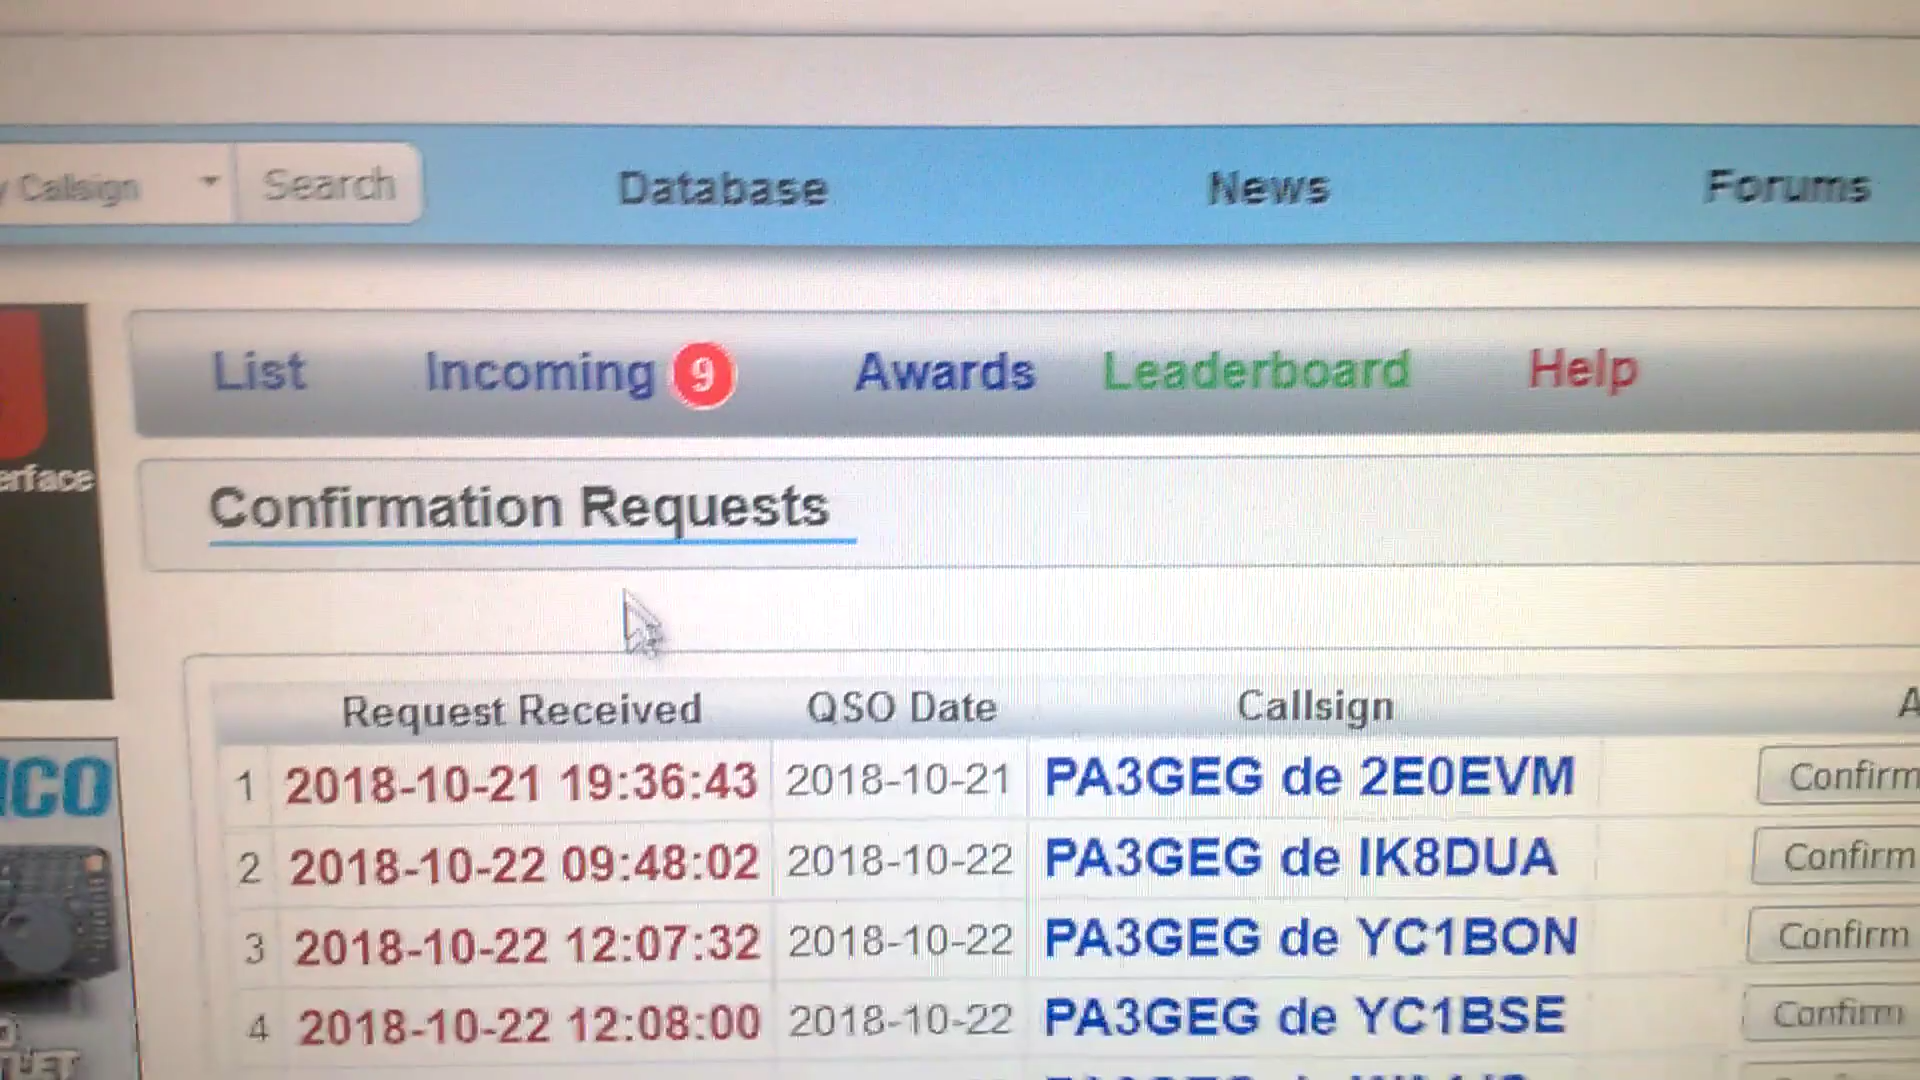 Callsign Search Database News Forums
List Incoming 9 Awards Leaderboard Help
erface
Confirmation Requests
Request Received QSO Date Callsign A
1 2018-10-21 19:36:43 2018-10-21 PA3GEG de 2E0EVM Confirm
2 2018-10-22 09:48:02 2018-10-22 PA3GEG de IK8DUA Confirm
3 2018-10-22 12:07:32 2018-10-22 PA3GEG de YC1BON Confirm
4 2018-10-22 12:08:00 2018-10-22 PA3GEG de YC1BSE Confirm